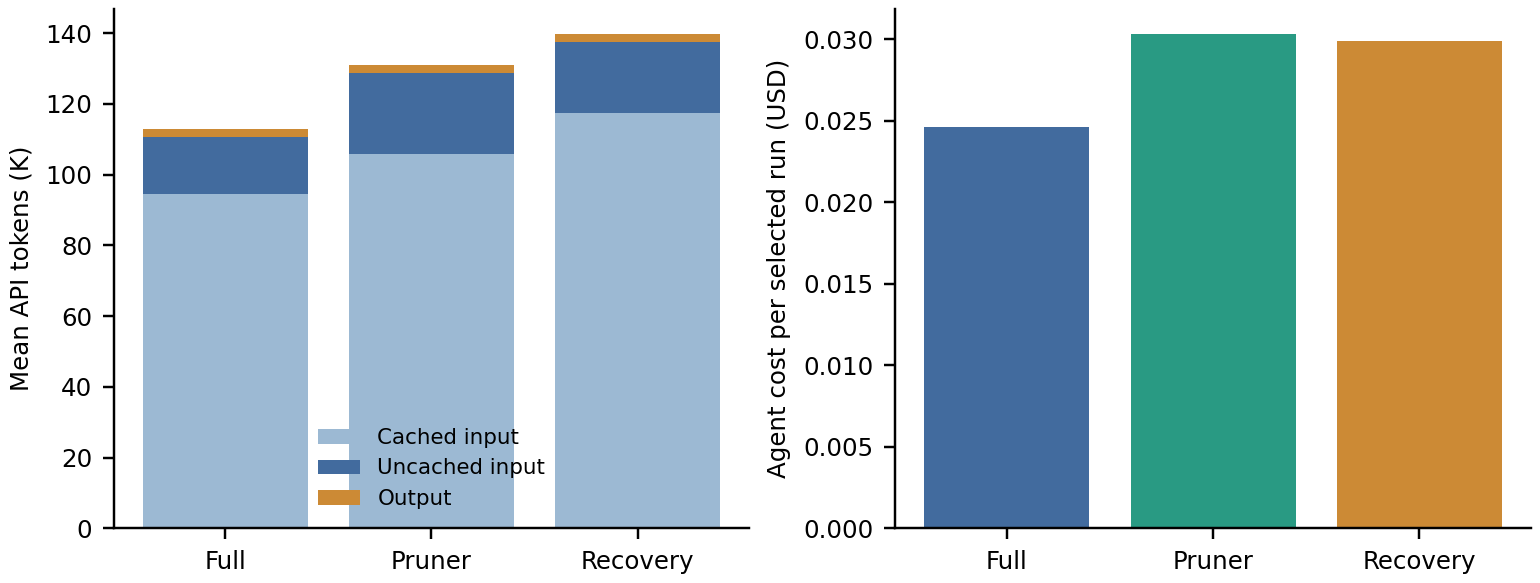 Mean API tokens (K)
140
120
100
80
60
40
20
0
Cached input
Uncached input
Output
Full
Pruner
Recovery
Agent cost per selected run (USD)
0.030
0.025
0.020
0.015
0.010
0.005
0.000
Full
Pruner
Recovery